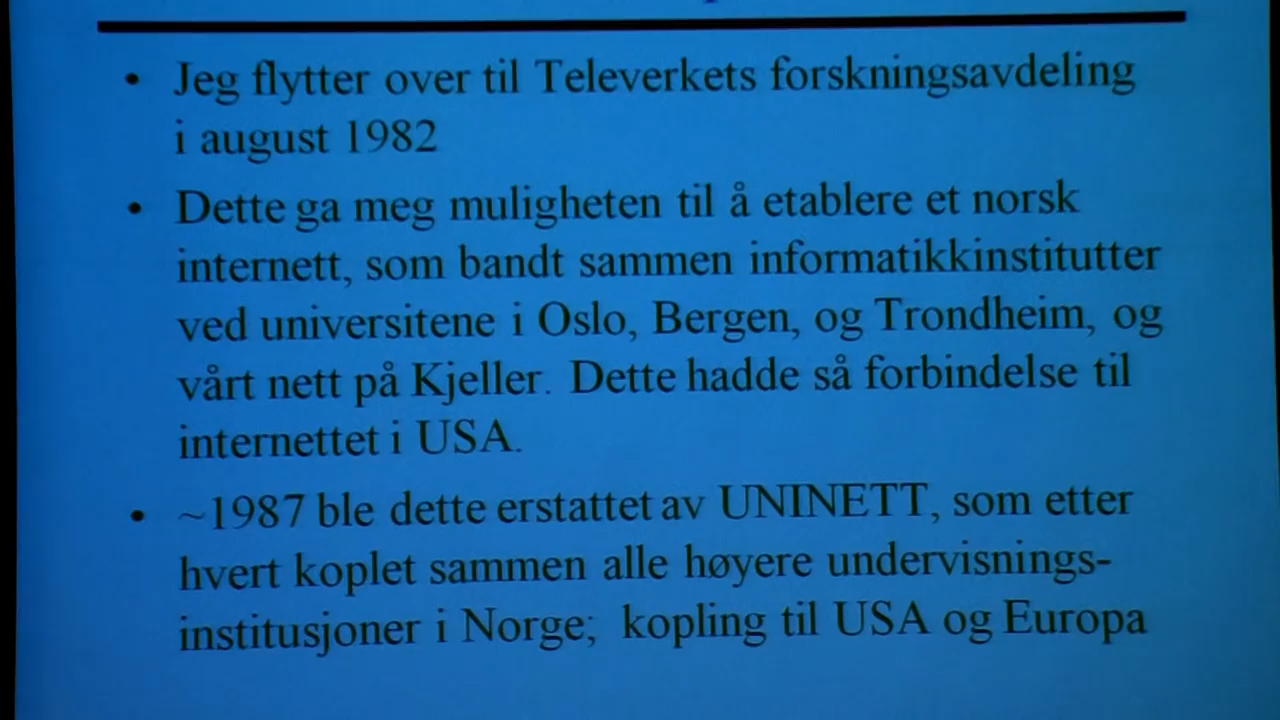 • Jeg flytter over til Televerkets forskningsavdeling
i august 1982
• Dette ga meg muligheten til å etablere et norsk
internett, som bandt sammen informatikkinstitutter
ved universitene i Oslo, Bergen, og Trondheim, og
vårt nett på Kjeller. Dette hadde så forbindelse til
internettet i USA.
• ~1987 ble dette erstattet av UNINETT, som etter
hvert koplet sammen alle høyere undervisnings-
institusjoner i Norge; kopling til USA og Europa